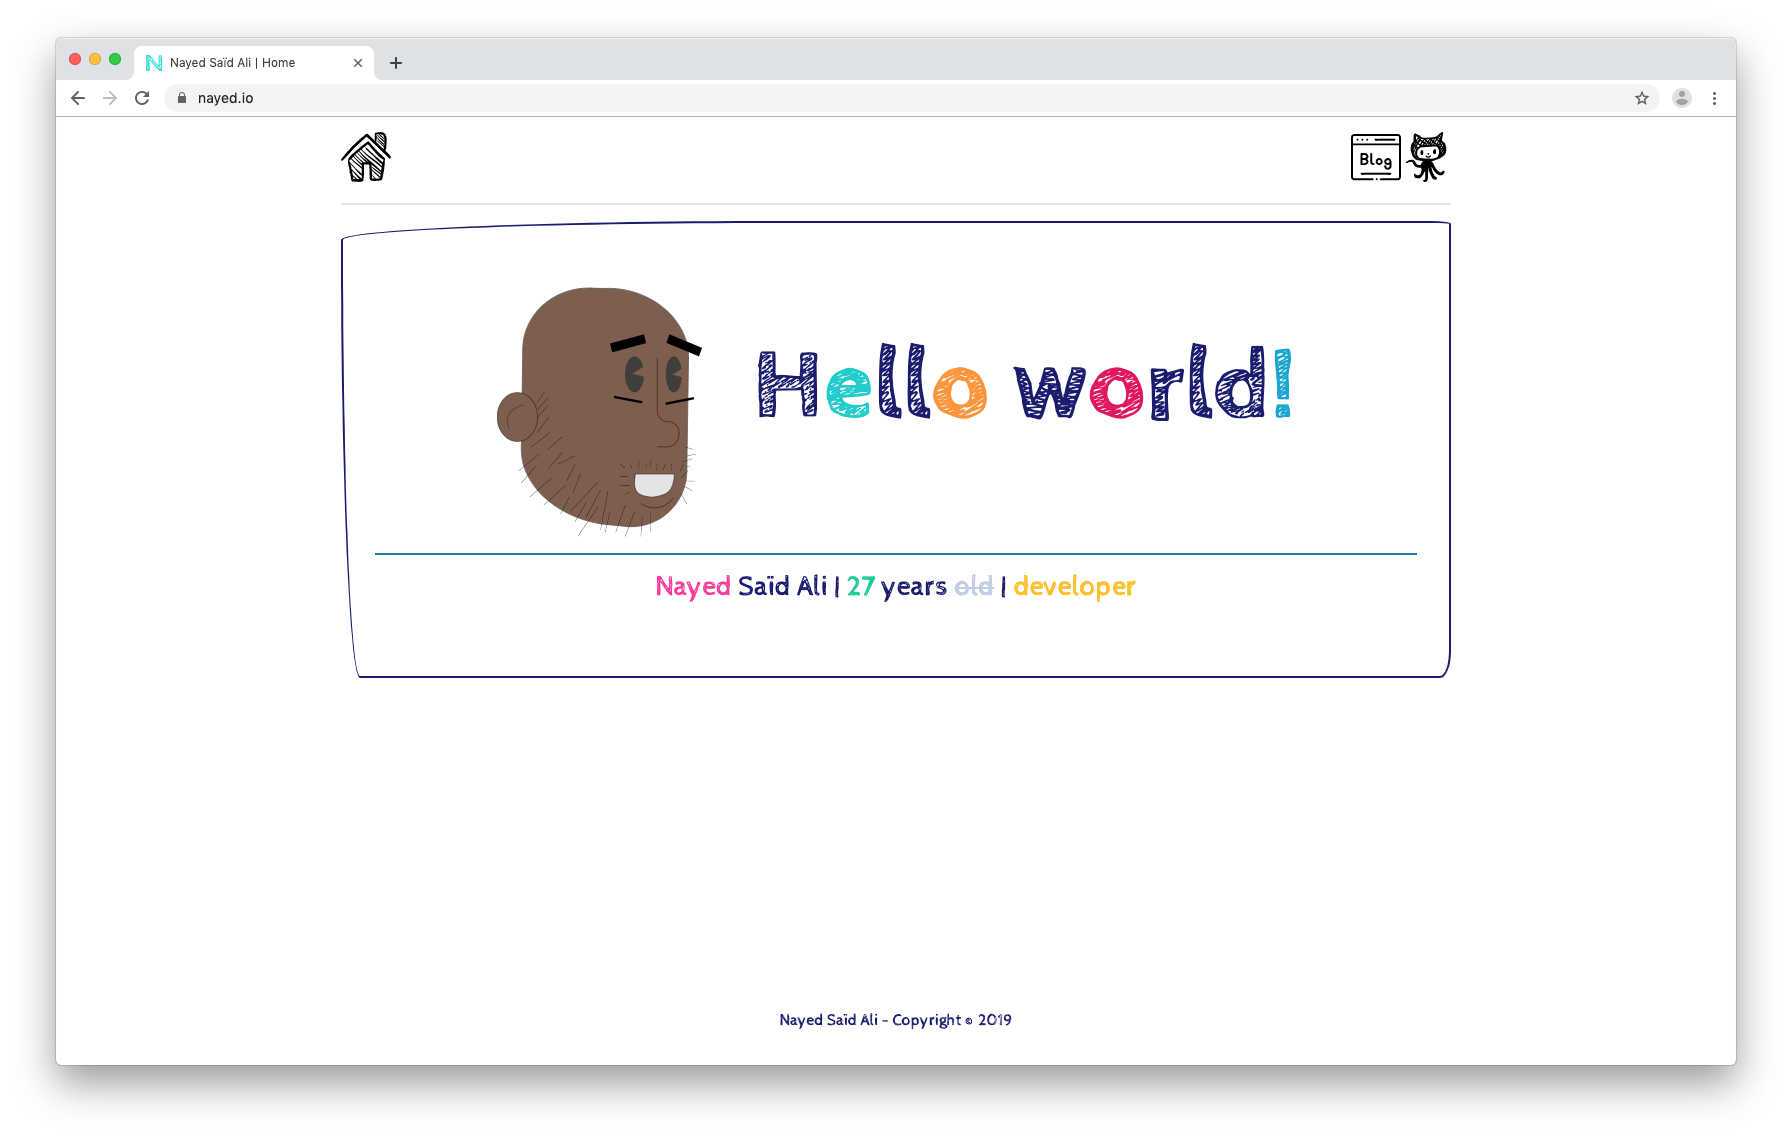 Nayed Saïd Ali | Home
nayed.io
Blog
Hello world!
Nayed Saïd Ali | 27 years old | developer
Nayed Saïd Ali - Copyright © 2019